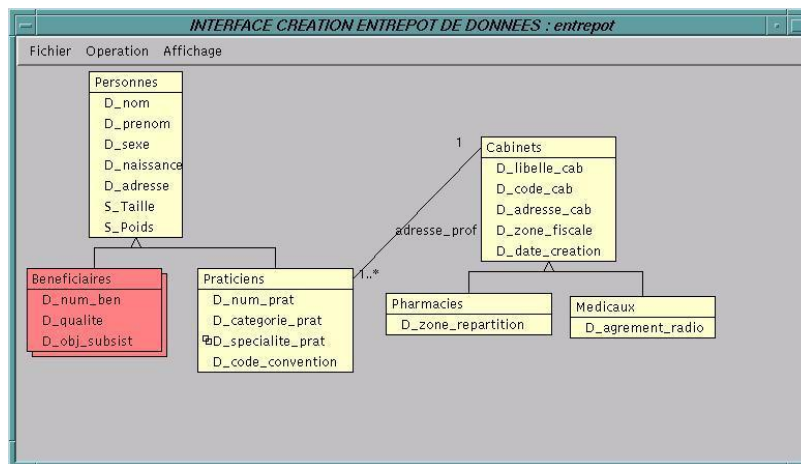 INTERFACE CREATION ENTREPOT DE DONNEES : entrepot
Fichier Operation Affichage
Personnes
D_nom
D_prenom
D_sexe
D_naissance
D_adresse
S_Taille
S_Poids
1
Cabinets
D_libelle_cab
D_code_cab
D_adresse_cab
D_zone_fiscale
D_date_creation
adresse_prof
1..*
Beneficiaires
D_num_ben
D_qualite
D_obj_subsist
Praticiens
D_num_prat
D_categorie_prat
D_specialite_prat
D_code_convention
Pharmacies
D_zone_repartition
Medicaux
D_agrement_radio